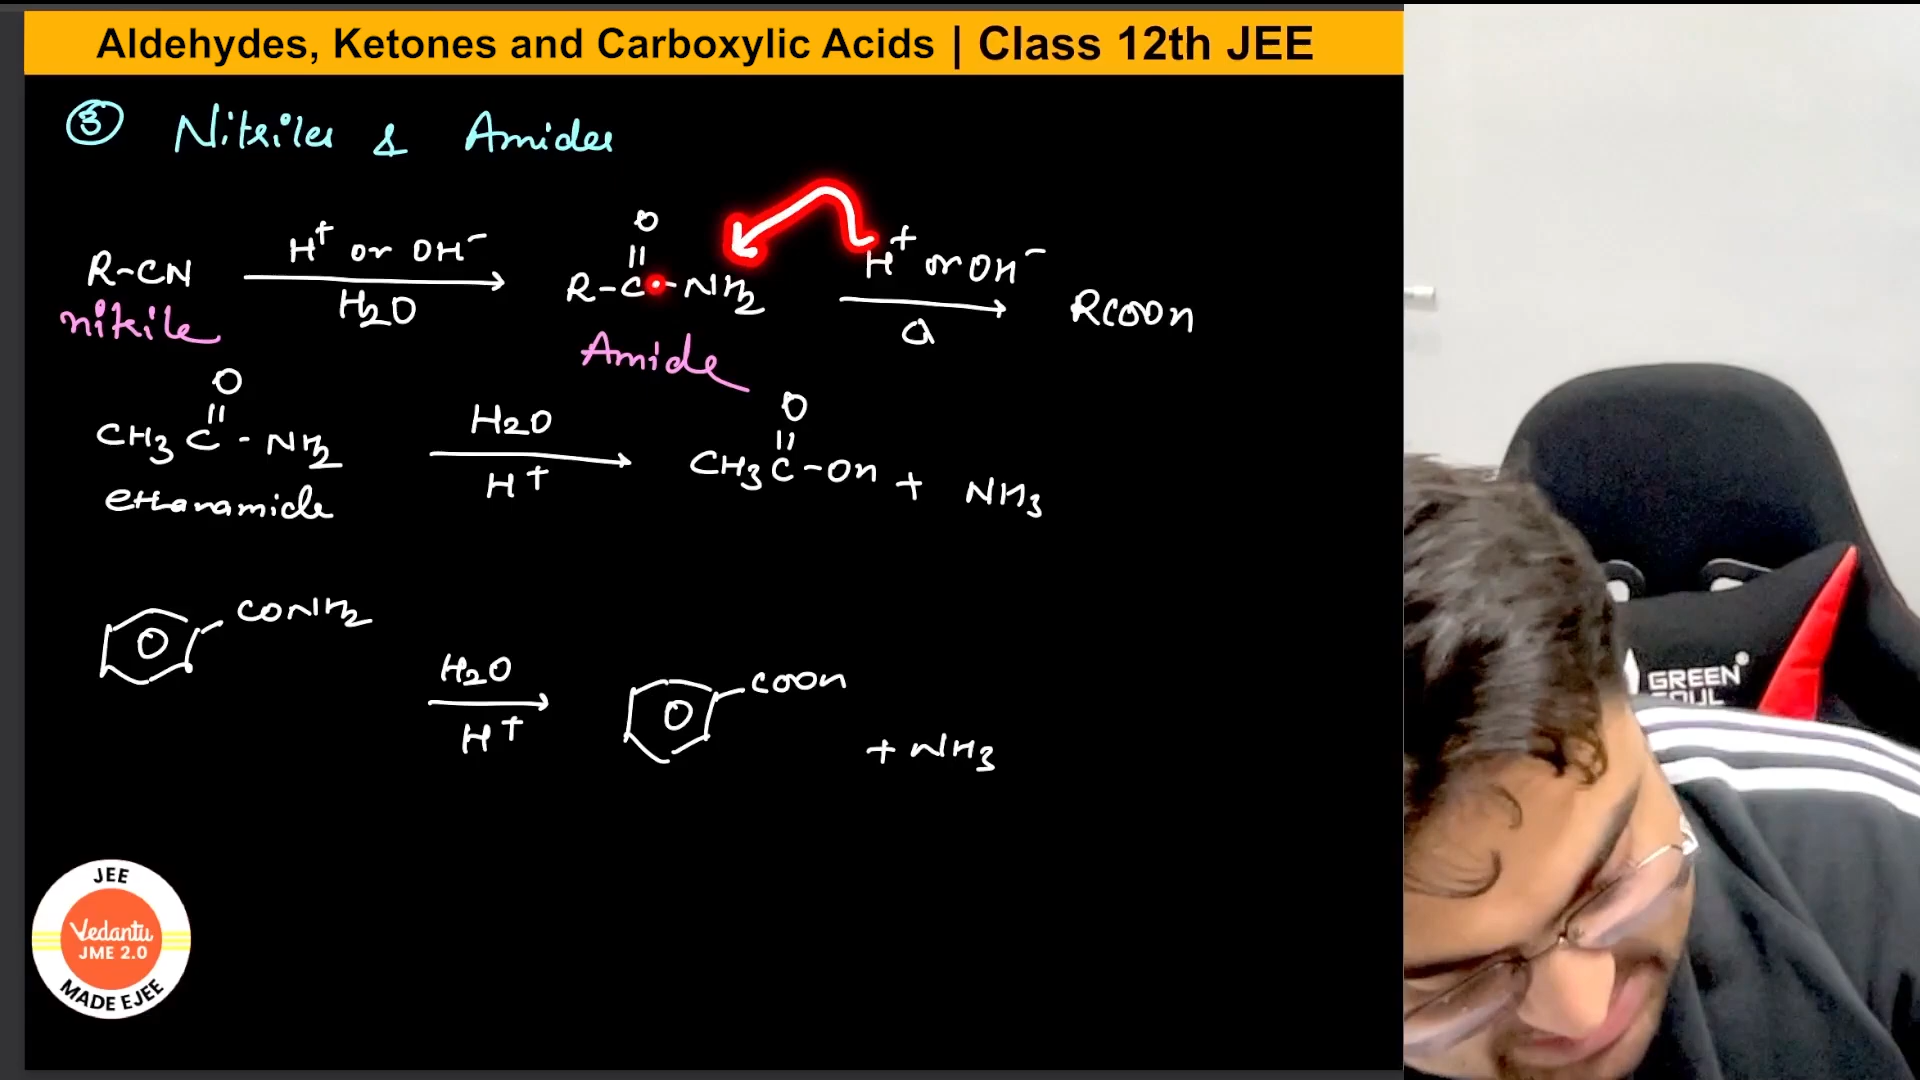 Aldehydes, Ketones and Carboxylic Acids | Class 12th JEE
③ Nitriles & Amides
R-CN H⁺ or OH⁻ H₂O R-C-NH₂ O H⁺ or OH⁻ Δ RCOOH
nitrile Amide
CH₃C-NH₂ O H₂O H⁺ CH₃C-OH O + NH₃
ethanamide
CONH₂ H₂O H⁺ COOH + NH₃
GREEN
SOUL
JEE
Vedantu
JME 2.0
MADE EJEE